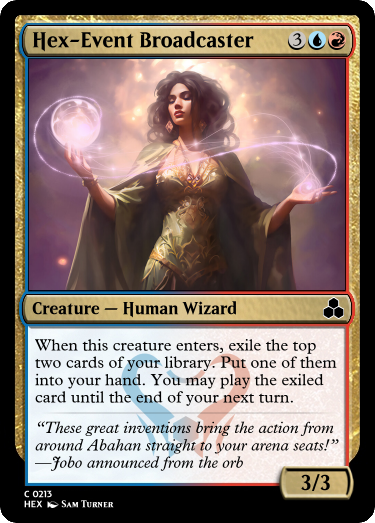 Hex-Event Broadcaster 3
Creature — Human Wizard
When this creature enters, exile the top
two cards of your library. Put one of them
into your hand. You may play the exiled
card until the end of your next turn.
“These great inventions bring the action from
around Abahan straight to your arena seats!”
—Jobo announced from the orb
3/3
C 0213
HEX SAM TURNER